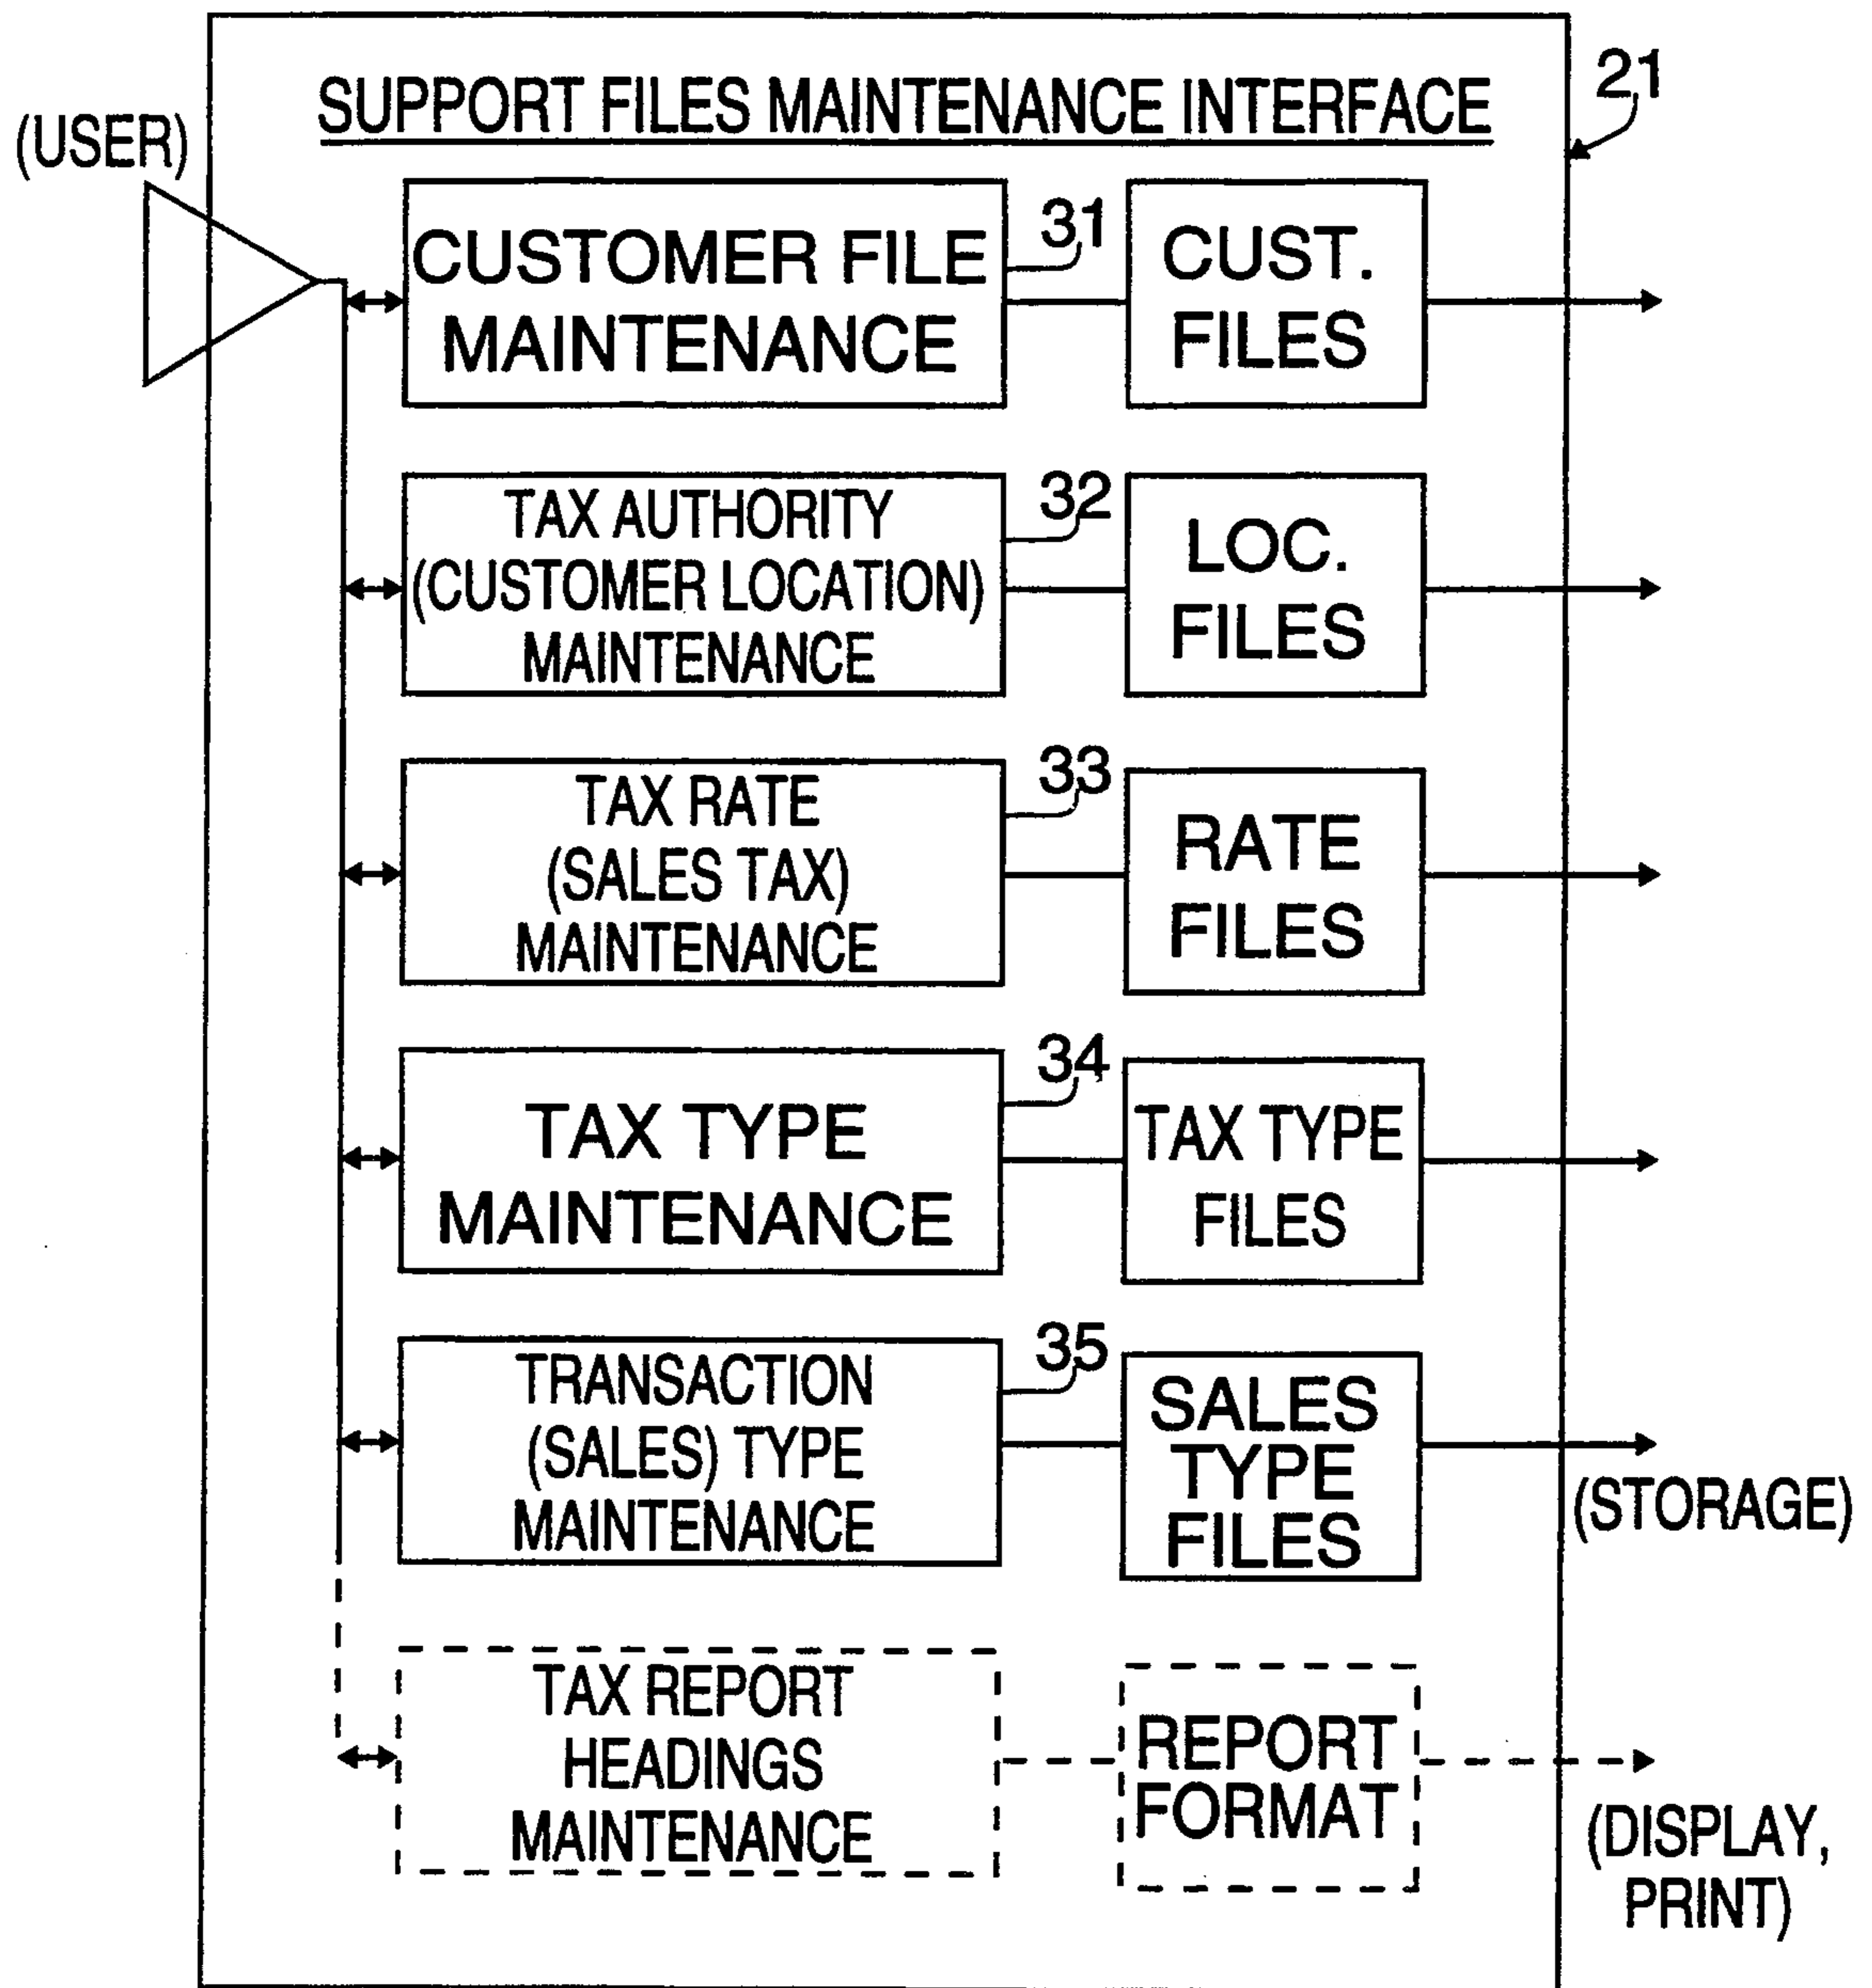 SUPPORT FILES MAINTENANCE INTERFACE
21
(USER)
CUSTOMER FILE
MAINTENANCE
31
CUST.
FILES
TAX AUTHORITY
(CUSTOMER LOCATION)
MAINTENANCE
32
LOC.
FILES
TAX RATE
(SALES TAX)
MAINTENANCE
33
RATE
FILES
TAX TYPE
MAINTENANCE
34
TAX TYPE
FILES
TRANSACTION
(SALES) TYPE
MAINTENANCE
35
SALES
TYPE
FILES
(STORAGE)
TAX REPORT
HEADINGS
MAINTENANCE
REPORT
FORMAT
(DISPLAY,
PRINT)